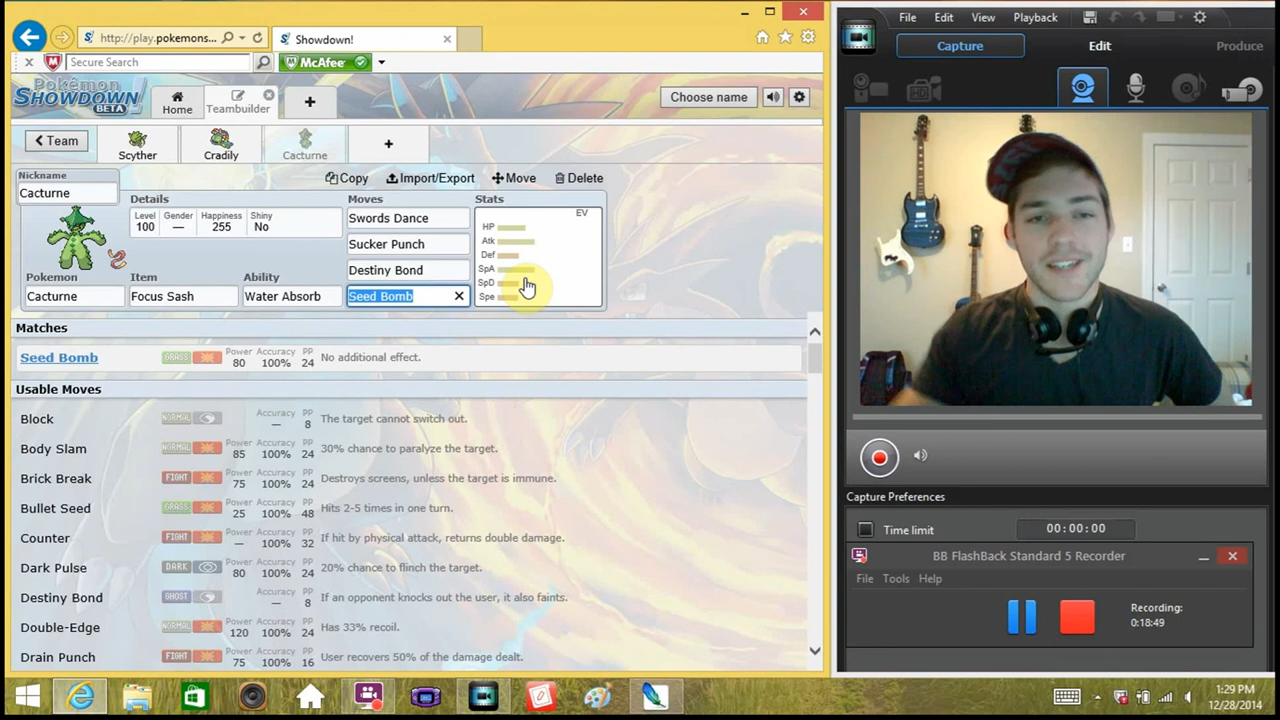 http://play.pokemons...
Showdown!
Secure Search
McAfee
Pokémon
SHOWDOWN
BETA
Home
Teambuilder
+
Choose name
Team
Scyther
Cradily
Cacturne
+
Copy
Import/Export
Move
Delete
Nickname
Cacturne
Details
Level Gender Happiness Shiny
100 — 255 No
Moves
Swords Dance
Sucker Punch
Destiny Bond
Seed Bomb
Stats
EV
HP
Atk
Def
SpA
SpD
Spe
Pokemon Item Ability
Cacturne Focus Sash Water Absorb
Matches
Seed Bomb GRASS Power 80 Accuracy 100% PP 24 No additional effect.
Usable Moves
Block NORMAL Accuracy — PP 8 The target cannot switch out.
Body Slam NORMAL Power 85 Accuracy 100% PP 24 30% chance to paralyze the target.
Brick Break FIGHT Power 75 Accuracy 100% PP 24 Destroys screens, unless the target is immune.
Bullet Seed GRASS Power 25 Accuracy 100% PP 48 Hits 2-5 times in one turn.
Counter FIGHT Power — Accuracy 100% PP 32 If hit by physical attack, returns double damage.
Dark Pulse DARK Power 80 Accuracy 100% PP 24 20% chance to flinch the target.
Destiny Bond GHOST Accuracy — PP 8 If an opponent knocks out the user, it also faints.
Double-Edge NORMAL Power 120 Accuracy 100% PP 24 Has 33% recoil.
Drain Punch FIGHT Power 75 Accuracy 100% PP 16 User recovers 50% of the damage dealt.
File Edit View Playback
Capture Edit Produce
HD
Capture Preferences
Time limit 00:00:00
BB FlashBack Standard 5 Recorder
File Tools Help
Recording:
0:18:49
1:29 PM
12/28/2014